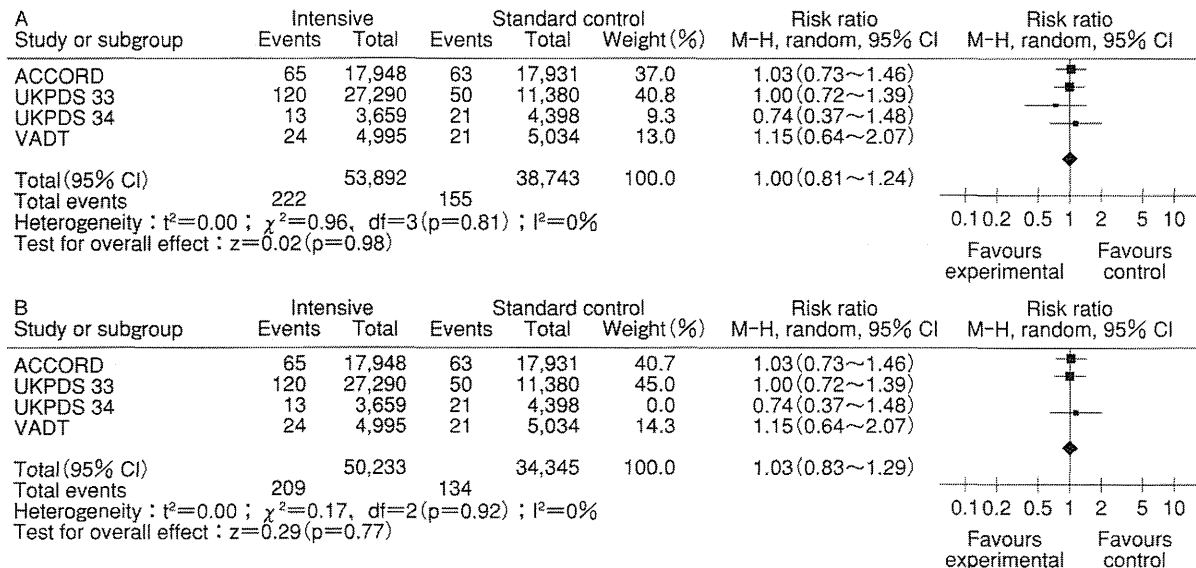 A Intensive Standard control Risk ratio Risk ratio
Study or subgroup Events Total Events Total Weight(%) M-H, random, 95% CI M-H, random, 95% CI
ACCORD 65 17,948 63 17,931 37.0 1.03(0.73~1.46)
UKPDS 33 120 27,290 50 11,380 40.8 1.00(0.72~1.39)
UKPDS 34 13 3,659 21 4,398 9.3 0.74(0.37~1.48)
VADT 24 4,995 21 5,034 13.0 1.15(0.64~2.07)
Total(95% CI) 53,892 38,743 100.0 1.00(0.81~1.24)
Total events 222 155
Heterogeneity：t²=0.00；χ²=0.96, df=3(p=0.81)；I²=0%
Test for overall effect：z=0.02(p=0.98)
0.1 0.2 0.5 1 2 5 10
Favours Favours
experimental control
B Intensive Standard control Risk ratio Risk ratio
Study or subgroup Events Total Events Total Weight(%) M-H, random, 95% CI M-H, random, 95% CI
ACCORD 65 17,948 63 17,931 40.7 1.03(0.73~1.46)
UKPDS 33 120 27,290 50 11,380 45.0 1.00(0.72~1.39)
UKPDS 34 13 3,659 21 4,398 0.0 0.74(0.37~1.48)
VADT 24 4,995 21 5,034 14.3 1.15(0.64~2.07)
Total(95% CI) 50,233 34,345 100.0 1.03(0.83~1.29)
Total events 209 134
Heterogeneity：t²=0.00；χ²=0.17, df=2(p=0.92)；I²=0%
Test for overall effect：z=0.29(p=0.77)
0.1 0.2 0.5 1 2 5 10
Favours Favours
experimental control